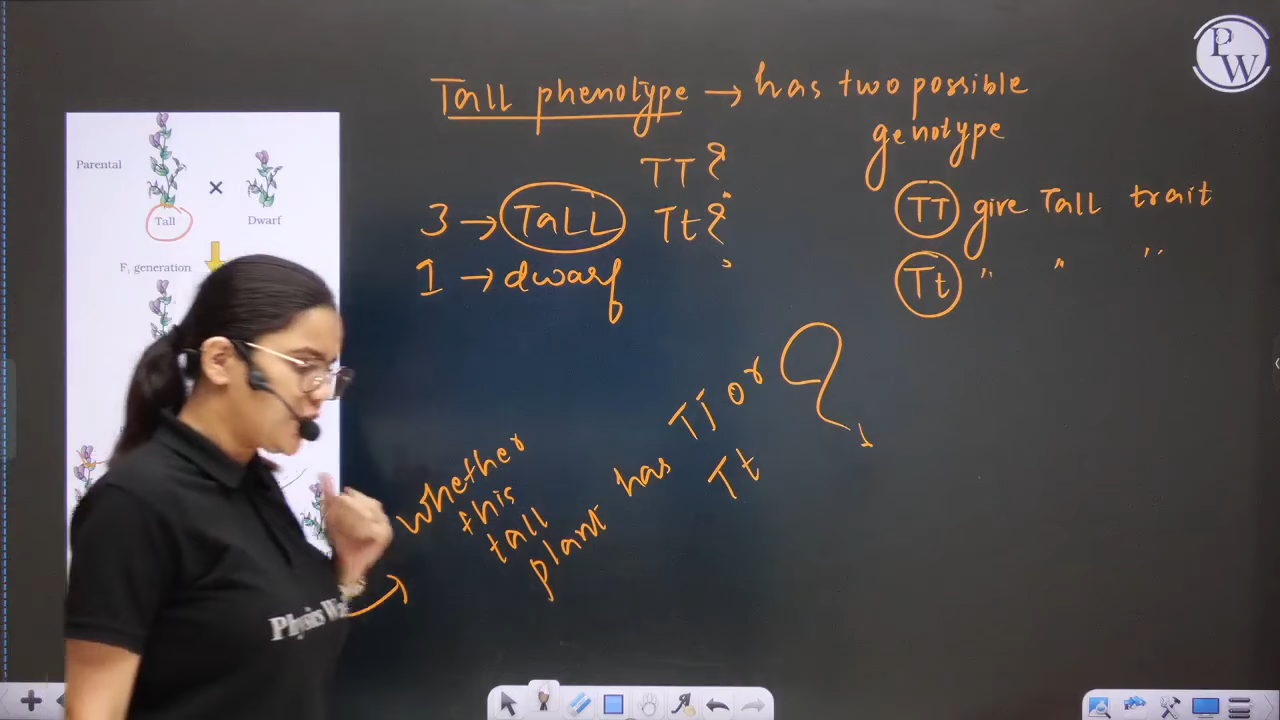 PW
Tall phenotype → has two possible
genotype
Parental
×
Tall
Dwarf
F₁ generation
TT?
3 → Tall Tt?
1 → dwarf
TT give Tall trait
Tt " " "
whether
this
tall
plant has TT or
Tt ?